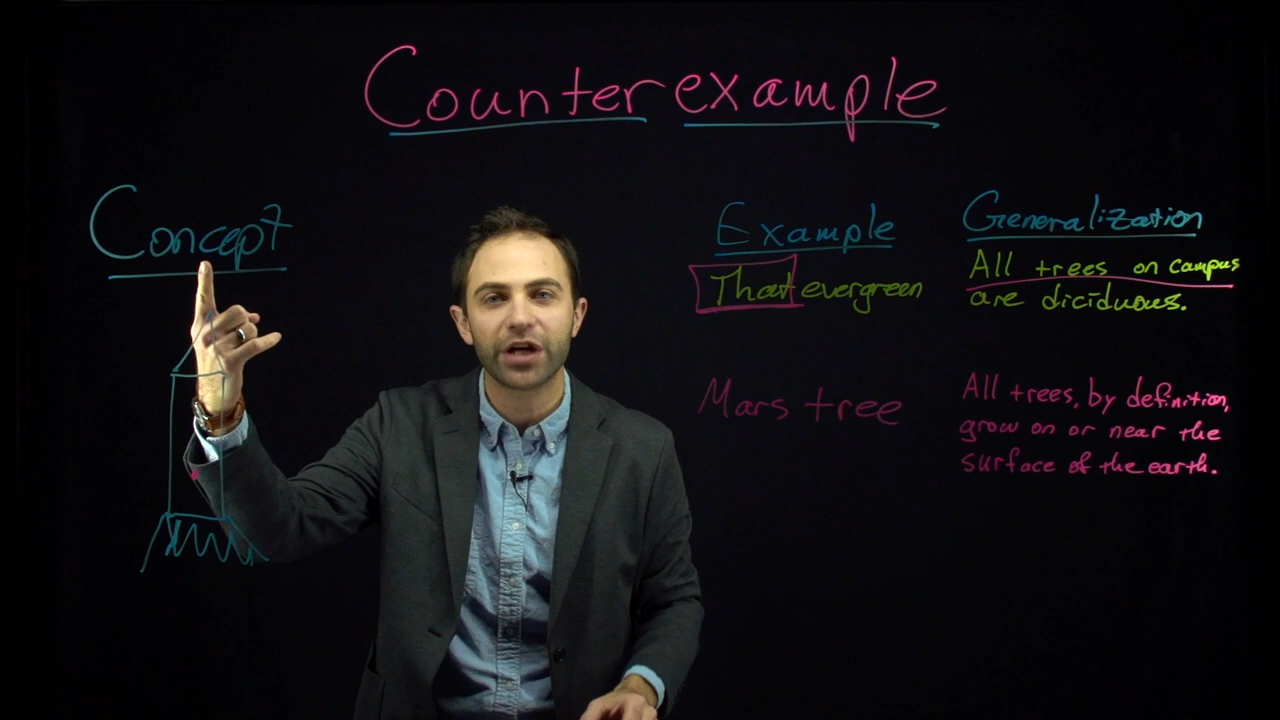 Counterexample
Concept
Example
That evergreen
Mars tree
Generalization
All trees on campus
are diciduous.
All trees, by definition,
grow on or near the
surface of the earth.